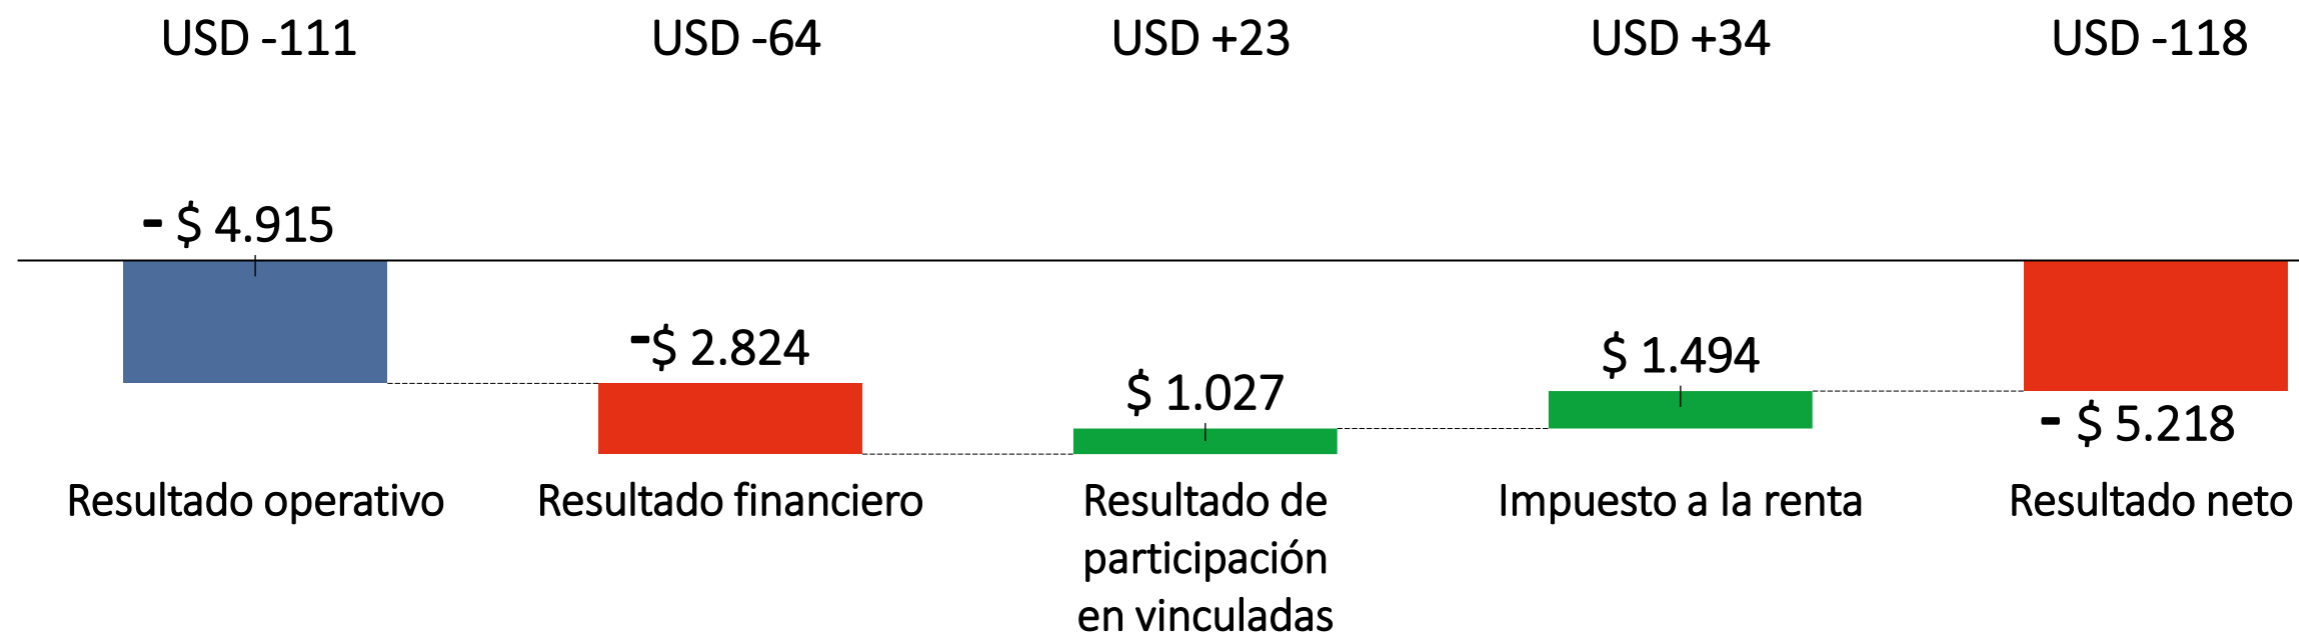 USD -111
USD -64
USD +23
USD +34
USD -118
- $ 4.915
-$ 2.824
$ 1.027
$ 1.494
- $ 5.218
Resultado operativo
Resultado financiero
Resultado de
participación
en vinculadas
Impuesto a la renta
Resultado neto